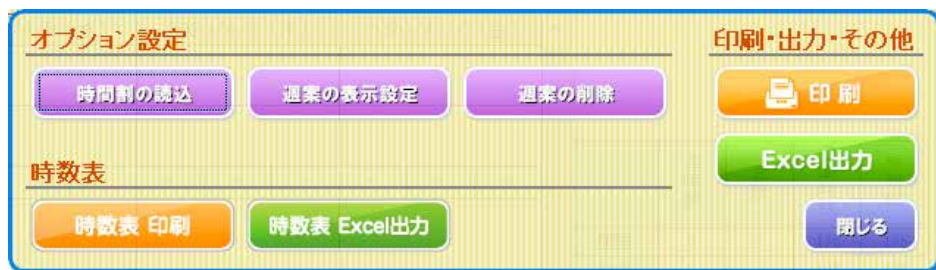 オプション設定
時間割の読込
週案の表示設定
週案の削除
時数表
時数表 印刷
時数表 Excel出力
印刷・出力・その他
印 刷
Excel出力
閉じる